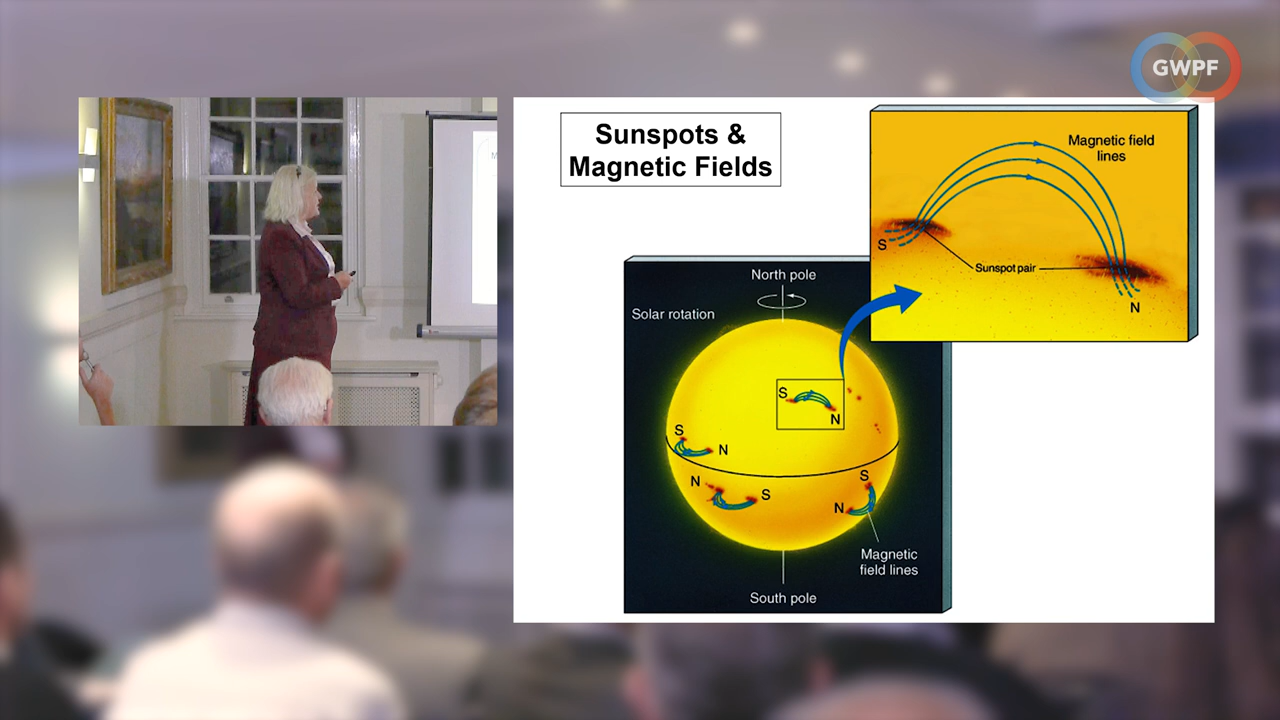 GWPF
Sunspots &
Magnetic Fields
Magnetic field
lines
S
Sunspot pair
N
North pole
Solar rotation
S
N
S
N
N
S
S
N
Magnetic
field lines
South pole
M